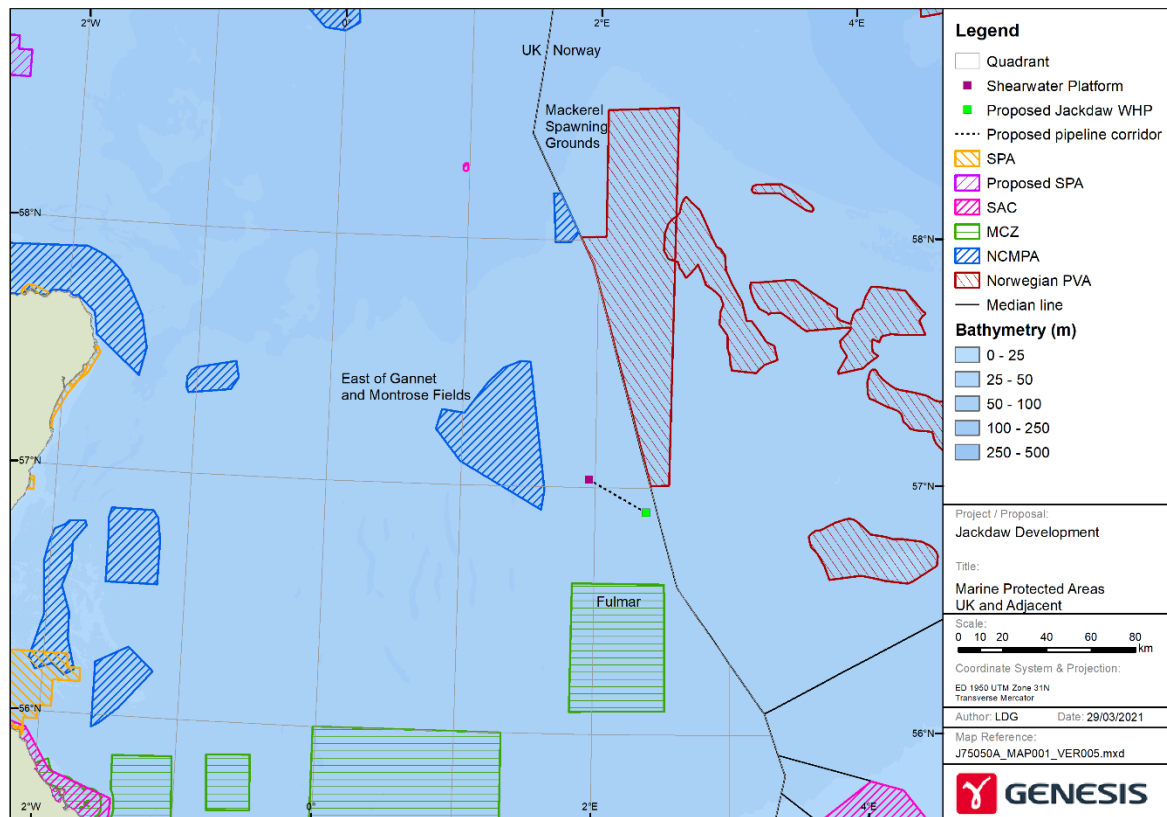 2°W
0°
2°E
4°E
UK
Norway
Mackerel
Spawning
Grounds
58°N
58°N
East of Gannet
and Montrose Fields
57°N
57°N
Fulmar
56°N
56°N
2°W
0°
2°E
4°E
Legend
Quadrant
Shearwater Platform
Proposed Jackdaw WHP
Proposed pipeline corridor
SPA
Proposed SPA
SAC
MCZ
NCMPA
Norwegian PVA
Median line
Bathymetry (m)
0 - 25
25 - 50
50 - 100
100 - 250
250 - 500
Project / Proposal:
Jackdaw Development
Title:
Marine Protected Areas
UK and Adjacent
Scale:
0 10 20 40 60 80
km
Coordinate System & Projection:
ED 1950 UTM Zone 31N
Transverse Mercator
Author: LDG Date: 29/03/2021
Map Reference:
J75050A_MAP001_VER005.mxd
GENESIS